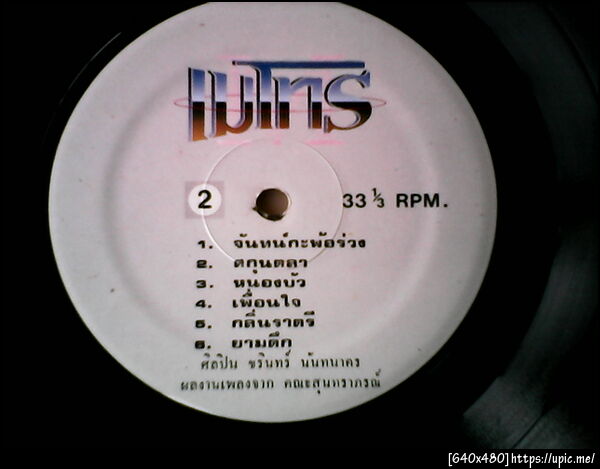 แมโทร
2 33 ⅓ RPM.
1. จันทน์กะพ้อร่วง
2. ศกุนตลา
3. หนองบัว
4. เพื่อนใจ
5. กลิ่นราตรี
6. ยามดึก
ศิลปิน ชรินทร์ นันทนาคร
ผลงานเพลงจาก คณะสุนทราภรณ์
[640x480]https://upic.me/